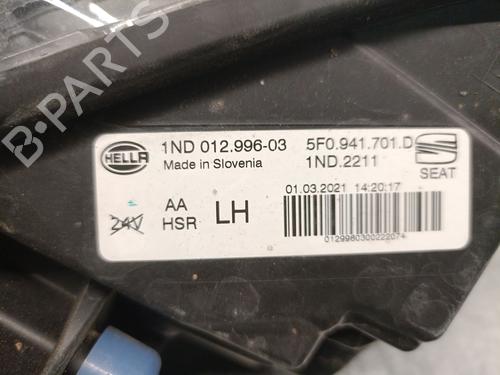 B-PARTS
HELLA
1ND 012.996-03 5F0.941.701.D
Made in Slovenia 1ND.2211
SEAT
01.03.2021 14:20:17
AA
24V HSR LH
0129960300222074